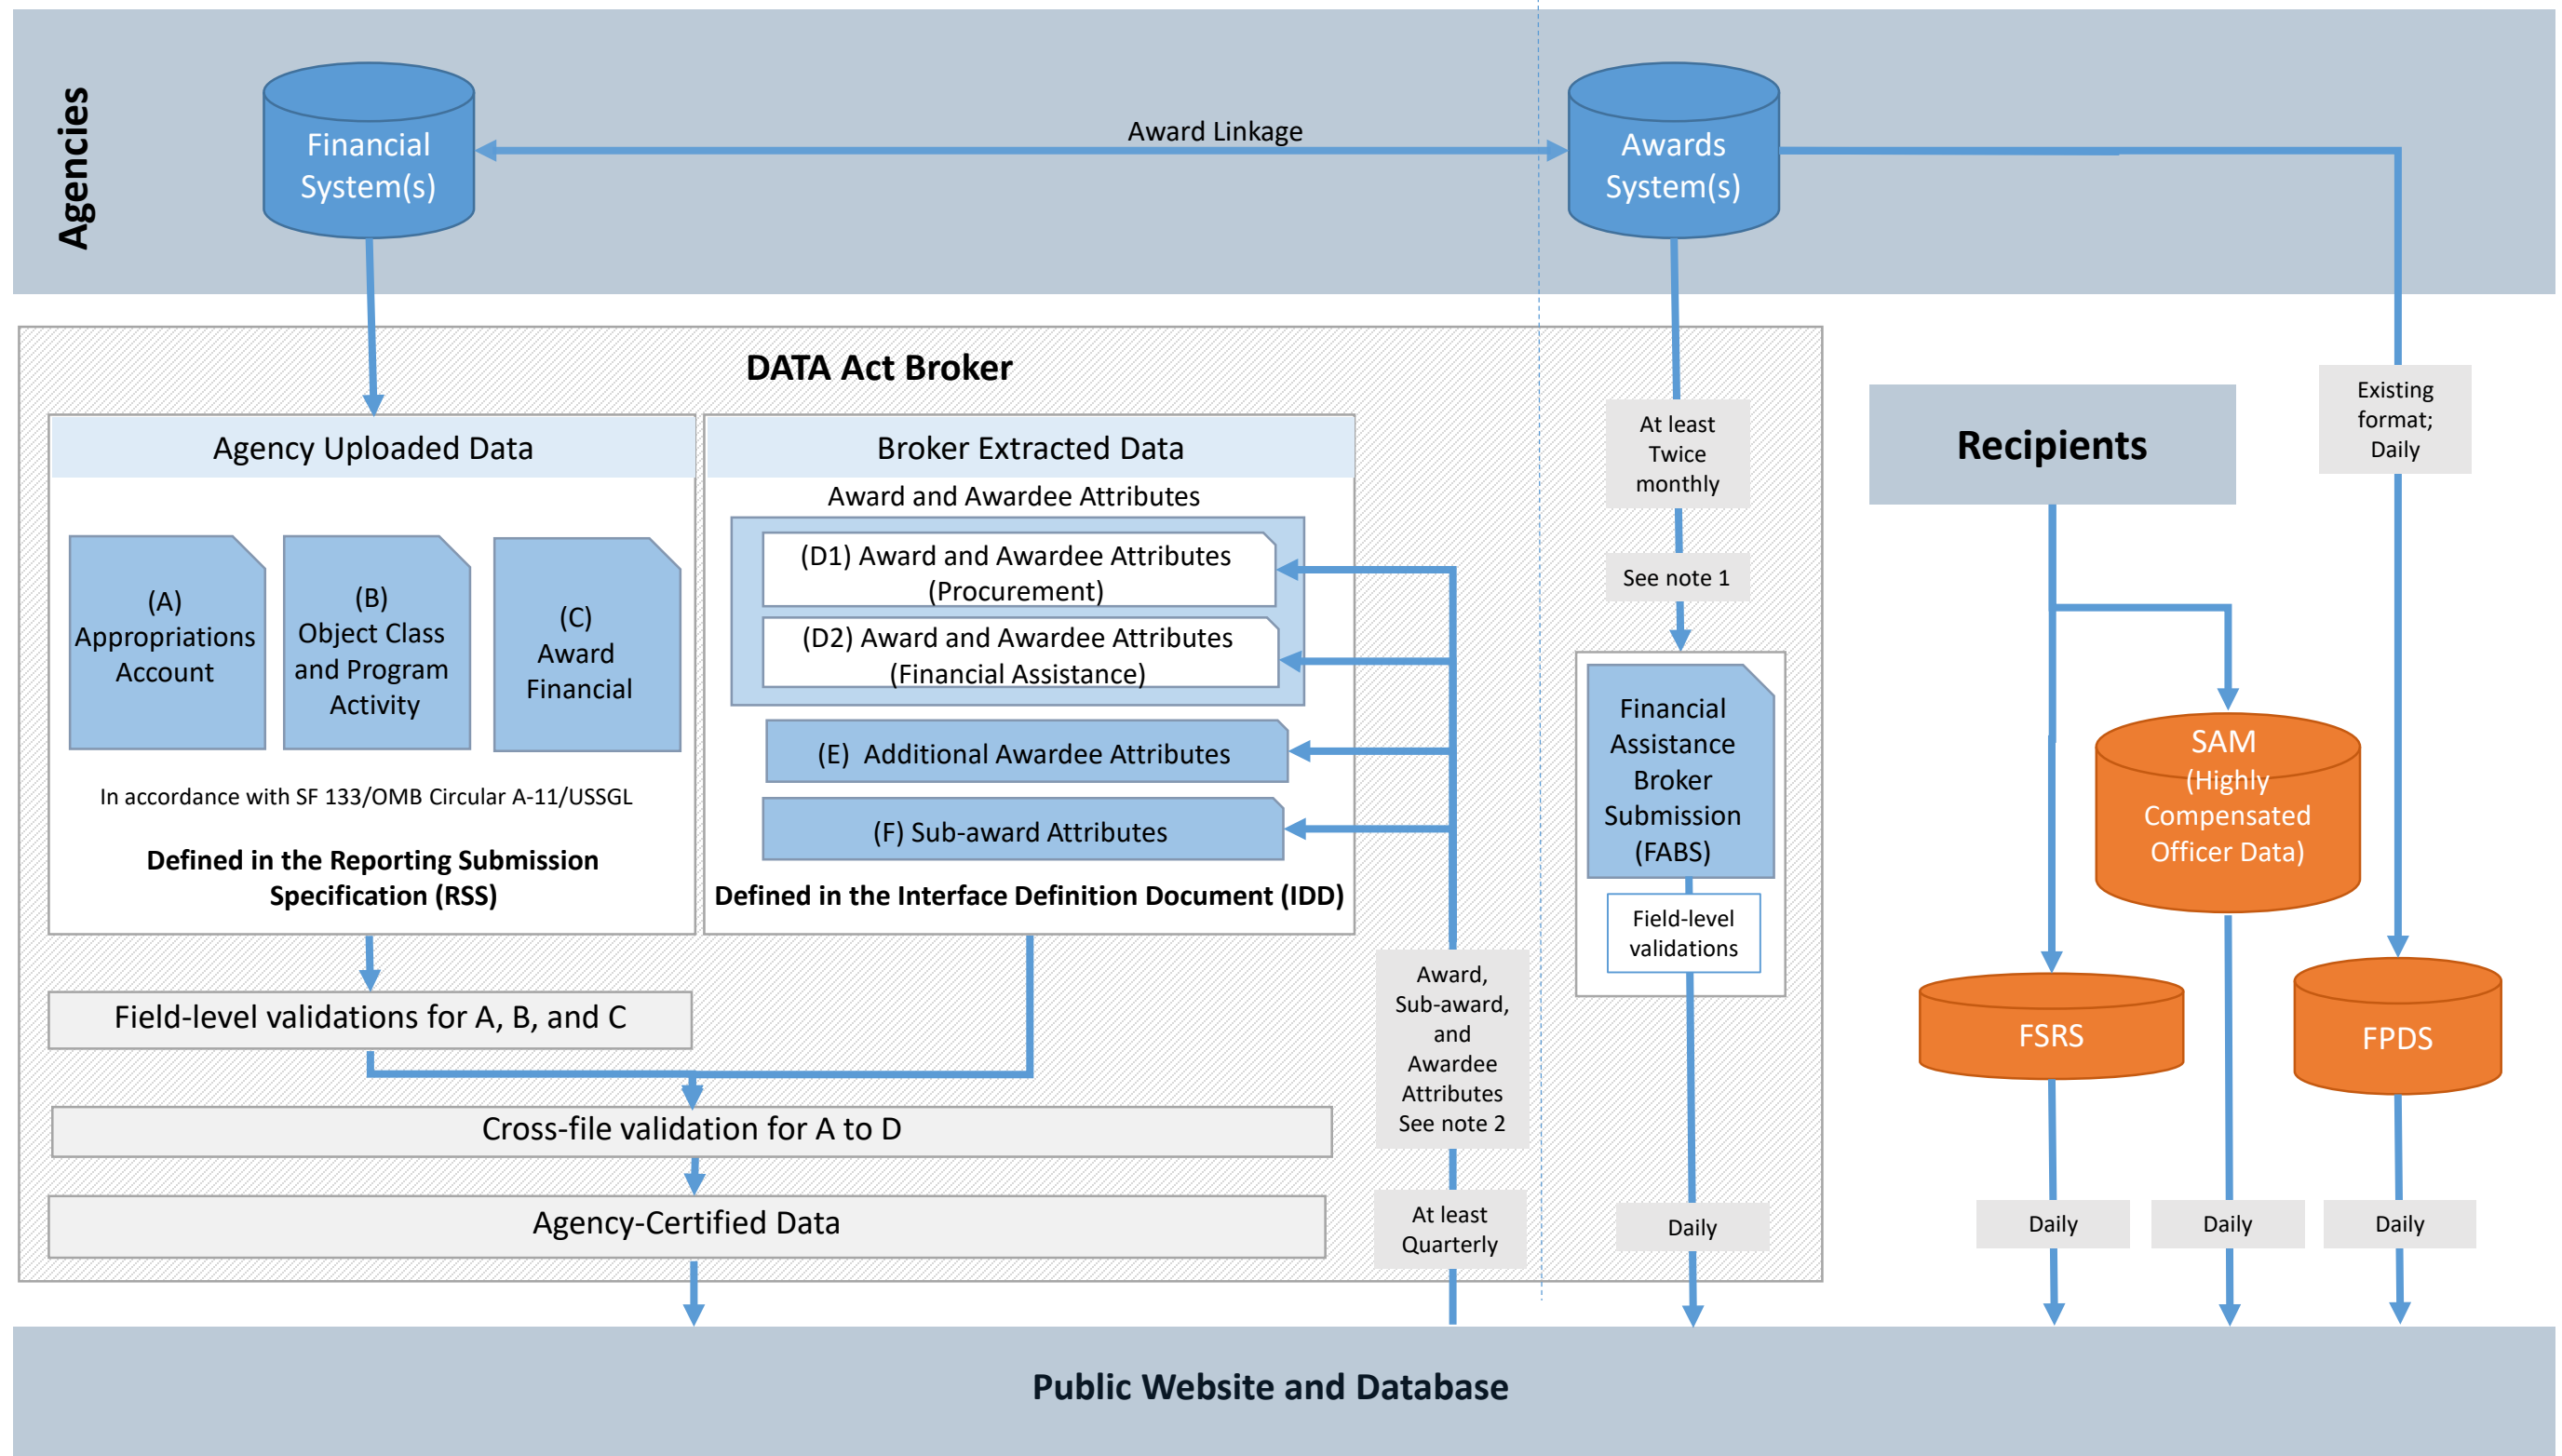 Agencies
Financial
System(s)
Award Linkage
Awards
System(s)
DATA Act Broker
Agency Uploaded Data
(A)
Appropriations
Account
(B)
Object Class
and Program
Activity
(C)
Award
Financial
In accordance with SF 133/OMB Circular A-11/USSGL
Defined in the Reporting Submission
Specification (RSS)
Broker Extracted Data
Award and Awardee Attributes
(D1) Award and Awardee Attributes
(Procurement)
(D2) Award and Awardee Attributes
(Financial Assistance)
(E)  Additional Awardee Attributes
(F) Sub-award Attributes
Defined in the Interface Definition Document (IDD)
Field-level validations for A, B, and C
Cross-file validation for A to D
Agency-Certified Data
Award,
Sub-award,
and
Awardee
Attributes
See note 2
At least
Quarterly
At least
Twice
monthly
See note 1
Financial
Assistance
Broker
Submission
(FABS)
Field-level
validations
Daily
Recipients
Existing
format;
Daily
SAM
(Highly
Compensated
Officer Data)
FSRS
FPDS
Daily
Daily
Daily
Public Website and Database